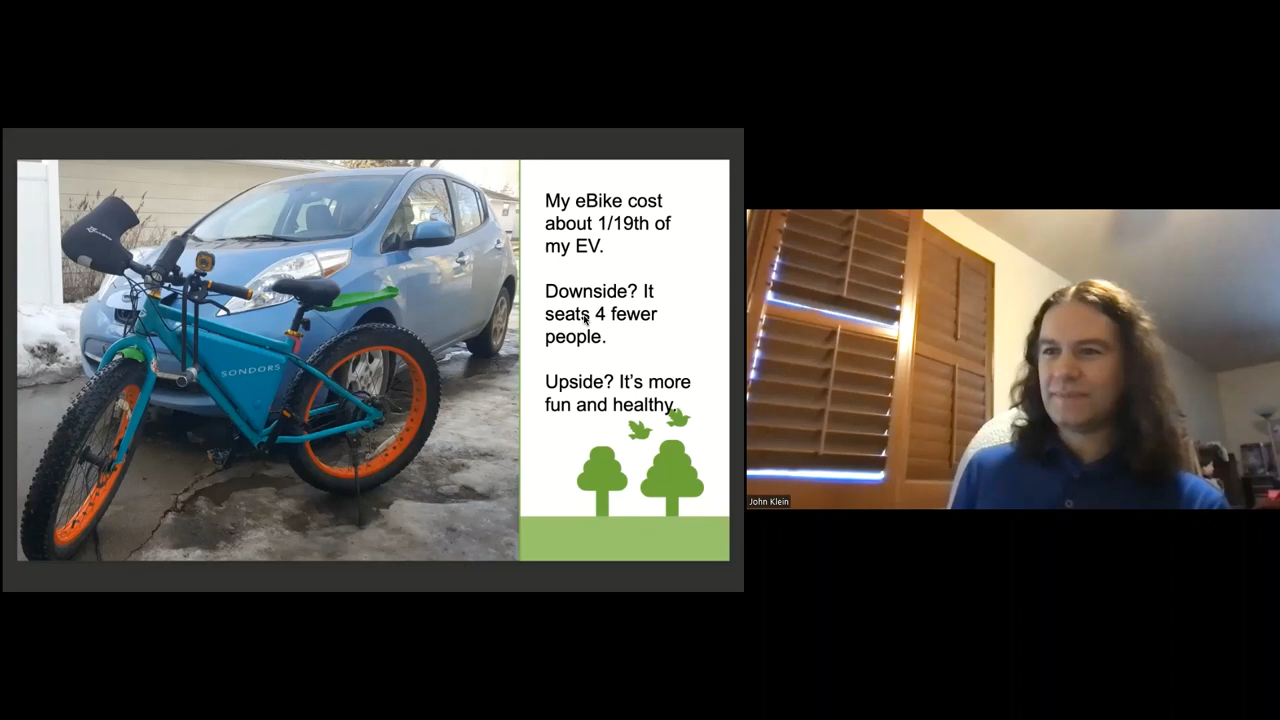 My eBike cost
about 1/19th of
my EV.
Downside? It
seats 4 fewer
people.
Upside? It's more
fun and healthy.
SONDORS
John Klein